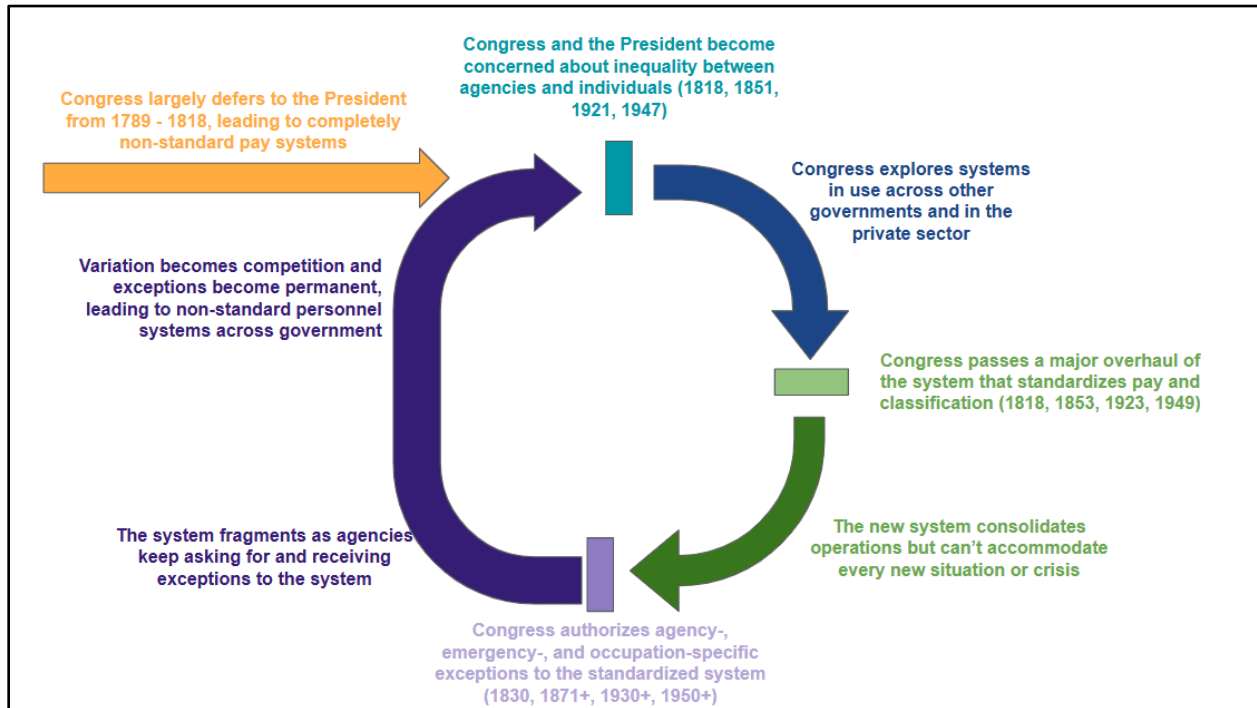 Congress and the President become
concerned about inequality between
agencies and individuals (1818, 1851,
1921, 1947)
Congress largely defers to the President
from 1789 - 1818, leading to completely
non-standard pay systems
Congress explores systems
in use across other
governments and in the
private sector
Variation becomes competition and
exceptions become permanent,
leading to non-standard personnel
systems across government
Congress passes a major overhaul of
the system that standardizes pay and
classification (1818, 1853, 1923, 1949)
The new system consolidates
operations but can't accommodate
every new situation or crisis
The system fragments as agencies
keep asking for and receiving
exceptions to the system
Congress authorizes agency-,
emergency-, and occupation-specific
exceptions to the standardized system
(1830, 1871+, 1930+, 1950+)